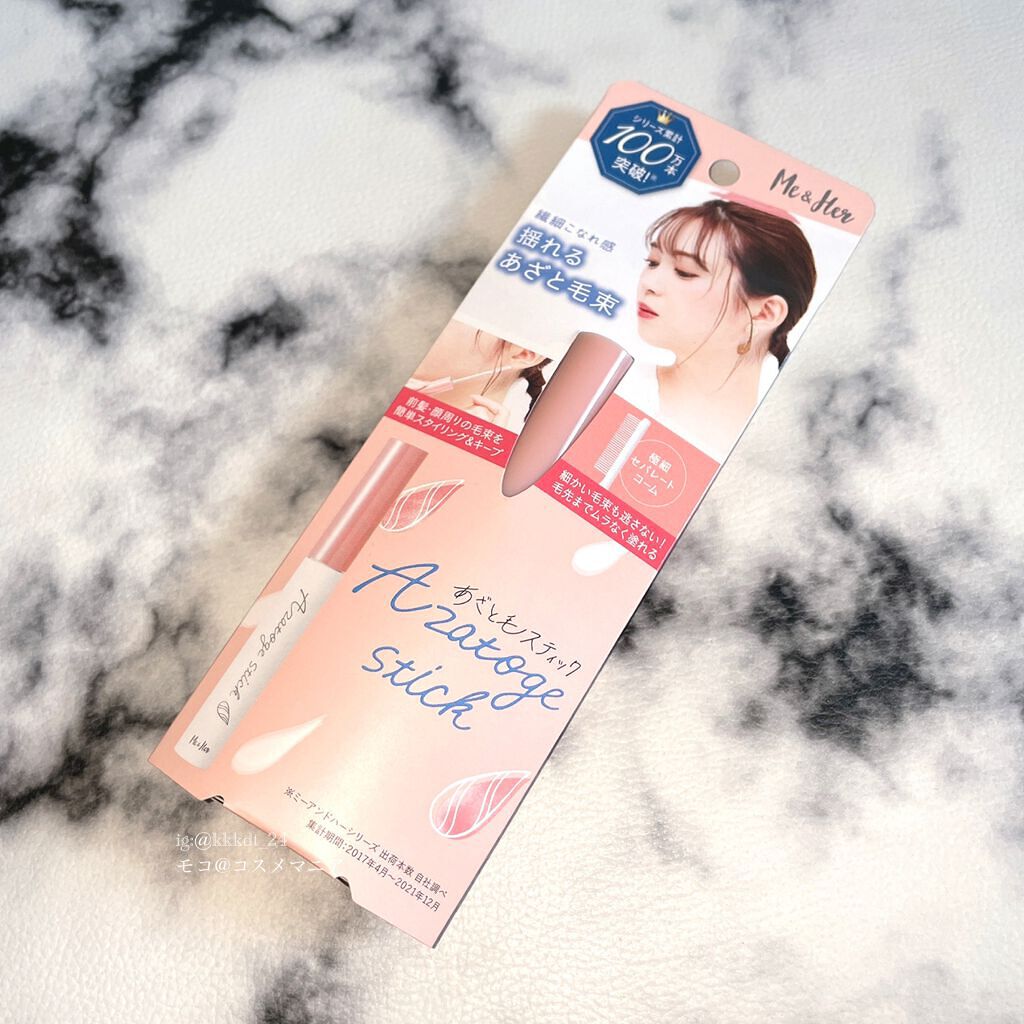 シリーズ累計
100万本
突破!※
Me & Her
繊細こなれ感
揺れる
あざと毛束
前髪・顔周りの毛束を
簡単スタイリング&キープ
極細
セパレート
コーム
細かい毛束も逃さない!
毛先までムラなく塗れる
あざと毛スティック
Azatoge
stick
Azatoge stick
Me & Her
※ミーアンドハーシリーズ 出荷本数 自社調べ
集計期間:2017年4月〜2021年12月
ig:@kkkdt_24
モコ@コスメマニア